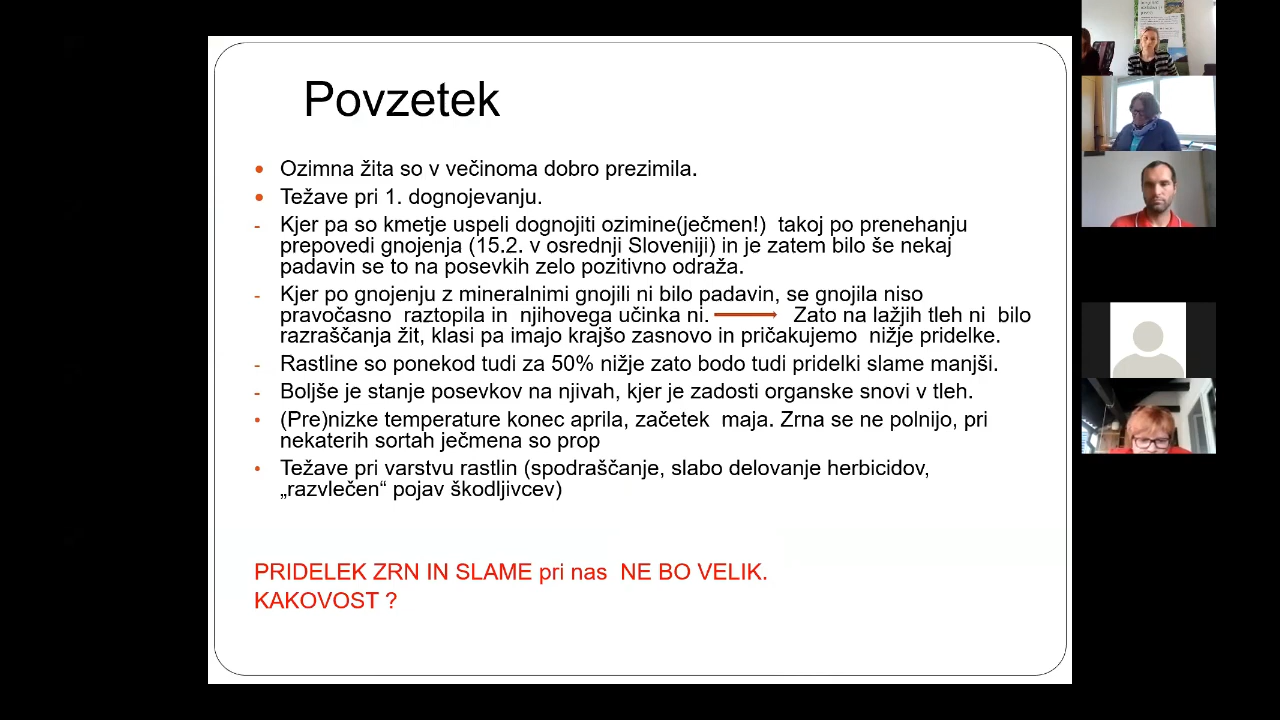 Povzetek
• Ozimna žita so v večinoma dobro prezimila.
• Težave pri 1. dognojevanju.
- Kjer pa so kmetje uspeli dognojiti ozimine(ječmen!) takoj po prenehanju
prepovedi gnojenja (15.2. v osrednji Sloveniji) in je zatem bilo še nekaj
padavin se to na posevkih zelo pozitivno odraža.
- Kjer po gnojenju z mineralnimi gnojili ni bilo padavin, se gnojila niso
pravočasno raztopila in njihovega učinka ni. → Zato na lažjih tleh ni bilo
razraščanja žit, klasi pa imajo krajšo zasnovo in pričakujemo nižje pridelke.
- Rastline so ponekod tudi za 50% nižje zato bodo tudi pridelki slame manjši.
- Boljše je stanje posevkov na njivah, kjer je zadosti organske snovi v tleh.
• (Pre)nizke temperature konec aprila, začetek maja. Zrna se ne polnijo, pri
nekaterih sortah ječmena so prop
• Težave pri varstvu rastlin (spodraščanje, slabo delovanje herbicidov,
„razvlečen“ pojav škodljivcev)
PRIDELEK ZRN IN SLAME pri nas NE BO VELIK.
KAKOVOST ?